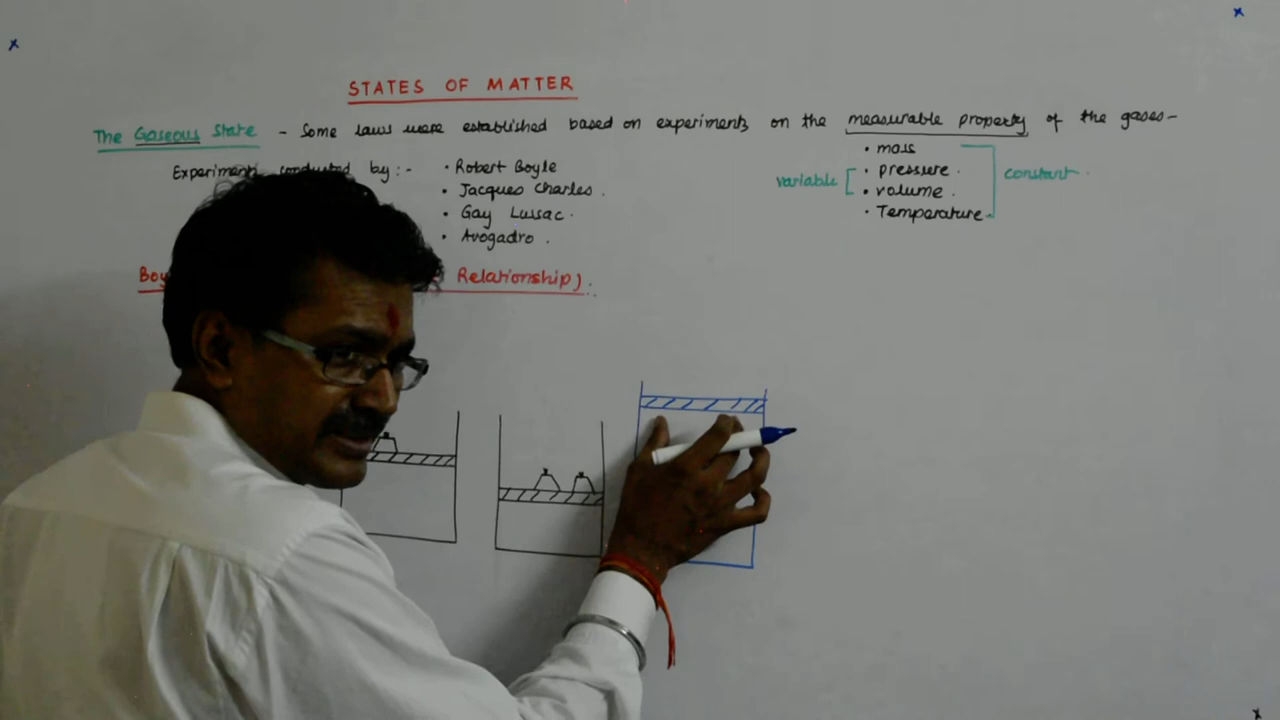 STATES OF MATTER
The Gaseous State - Some laws were established based on experiments on the measurable property of the gases-
Experiments conducted by:-
• Robert Boyle
• Jacques Charles.
• Gay Lussac.
• Avogadro.
• mass
• pressure.
• volume.
• Temperature
variable
constant.
Relationship).